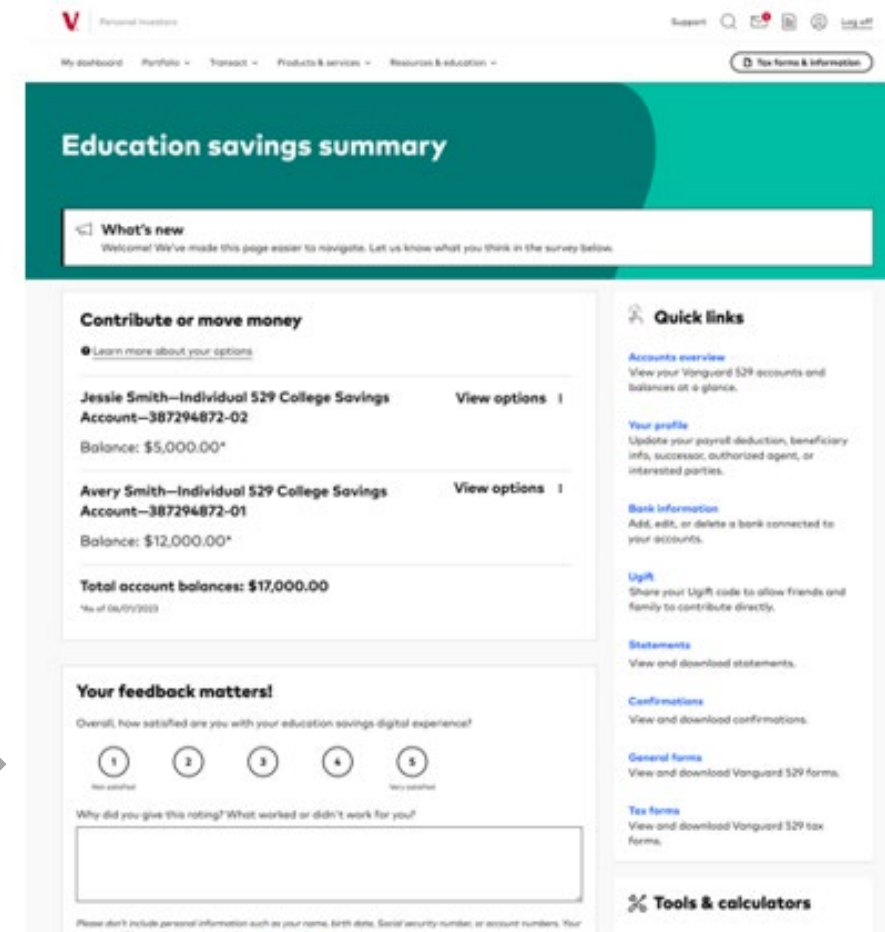 V Personal investors
Support
Log off
My dashboard Portfolio Transact Products & services Resources & education
Tax forms & information
Education savings summary
What's new
Welcome! We've made this page easier to navigate. Let us know what you think in the survey below.
Contribute or move money
Learn more about your options
Jessie Smith—Individual 529 College Savings
Account—387294872-02
View options
Balance: $5,000.00*
Avery Smith—Individual 529 College Savings
Account—387294872-01
View options
Balance: $12,000.00*
Total account balances: $17,000.00
*As of 06/01/2023
Your feedback matters!
Overall, how satisfied are you with your education savings digital experience?
1 2 3 4 5
Not satisfied
Very satisfied
Why did you give this rating? What worked or didn't work for you?
Please don't include personal information such as your name, birth date, Social security number, or account numbers. Your
Quick links
Accounts overview
View your Vanguard 529 accounts and
balances at a glance.
Your profile
Update your payroll deduction, beneficiary
info, successor, authorized agent, or
interested parties.
Bank information
Add, edit, or delete a bank connected to
your accounts.
Ugift
Share your Ugift code to allow friends and
family to contribute directly.
Statements
View and download statements.
Confirmations
View and download confirmations.
General forms
View and download Vanguard 529 forms.
Tax forms
View and download Vanguard 529 tax
forms.
Tools & calculators